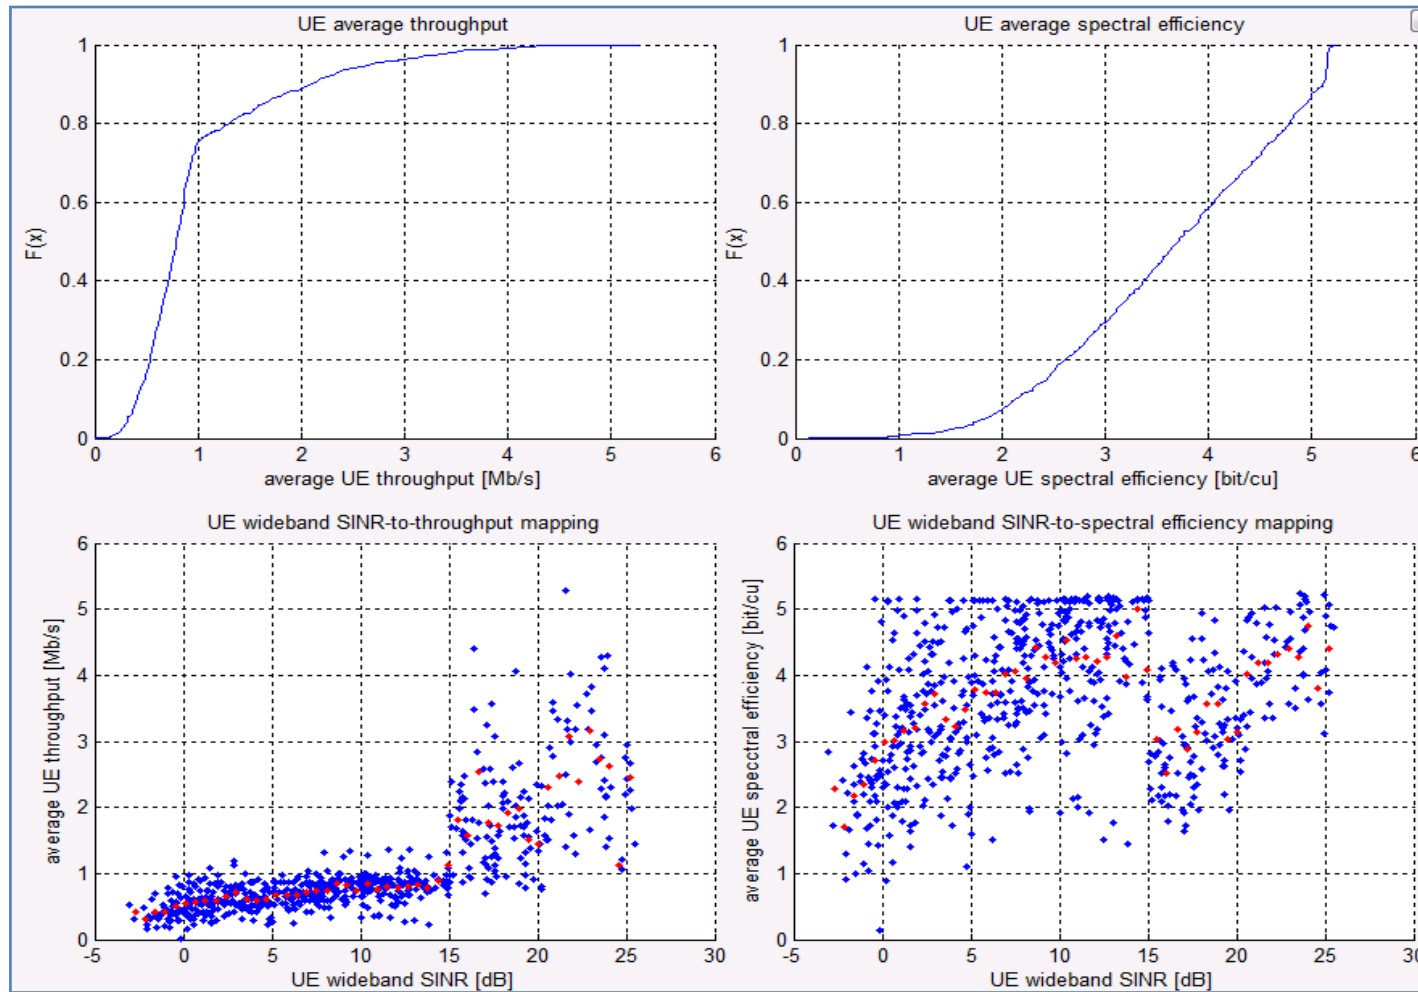 UE average throughput
1
0.8
0.6
0.4
0.2
0
F(x)
0 1 2 3 4 5 6
average UE throughput [Mb/s]
UE average spectral efficiency
1
0.8
0.6
0.4
0.2
0
F(x)
0 1 2 3 4 5 6
average UE spectral efficiency [bit/cu]
UE wideband SINR-to-throughput mapping
6
5
4
3
2
1
0
average UE throughput [Mb/s]
-5 0 5 10 15 20 25 30
UE wideband SINR [dB]
UE wideband SINR-to-spectral efficiency mapping
6
5
4
3
2
1
0
average UE spectral efficiency [bit/cu]
-5 0 5 10 15 20 25 30
UE wideband SINR [dB]